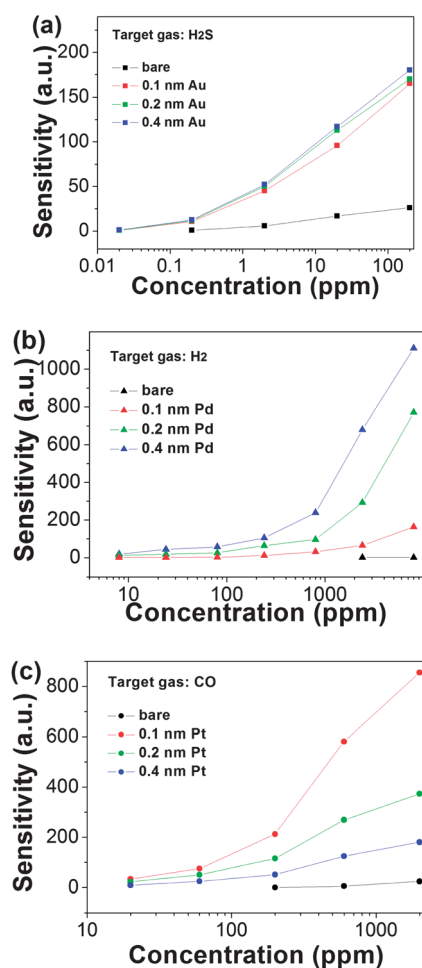 (a)
Target gas: H2S
bare
0.1 nm Au
0.2 nm Au
0.4 nm Au
Sensitivity (a.u.)
200
150
100
50
0
0.01
0.1
1
10
100
Concentration (ppm)
(b)
Target gas: H2
bare
0.1 nm Pd
0.2 nm Pd
0.4 nm Pd
Sensitivity (a.u.)
1000
800
600
400
200
0
10
100
1000
Concentration (ppm)
(c)
Target gas: CO
bare
0.1 nm Pt
0.2 nm Pt
0.4 nm Pt
Sensitivity (a.u.)
800
600
400
200
0
10
100
1000
Concentration (ppm)